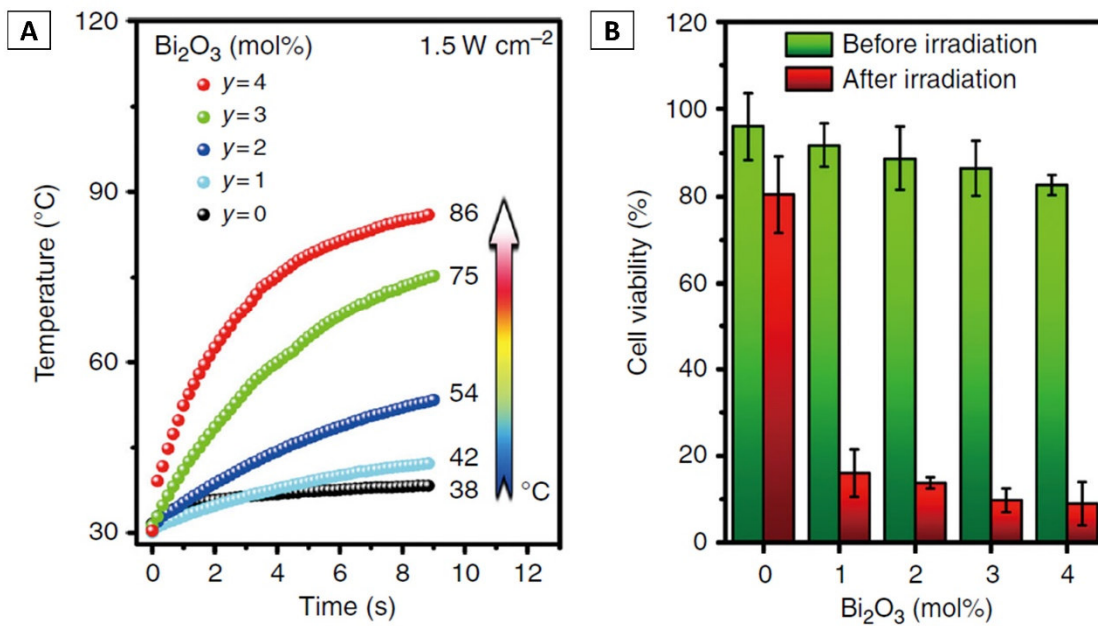 A
120
90
60
30
Temperature (°C)
Bi₂O₃ (mol%)
1.5 W cm⁻²
y=4
y=3
y=2
y=1
y=0
86
75
54
42
38
°C
0 2 4 6 8 10 12
Time (s)
B
120
100
80
60
40
20
0
Cell viability (%)
Before irradiation
After irradiation
0 1 2 3 4
Bi₂O₃ (mol%)